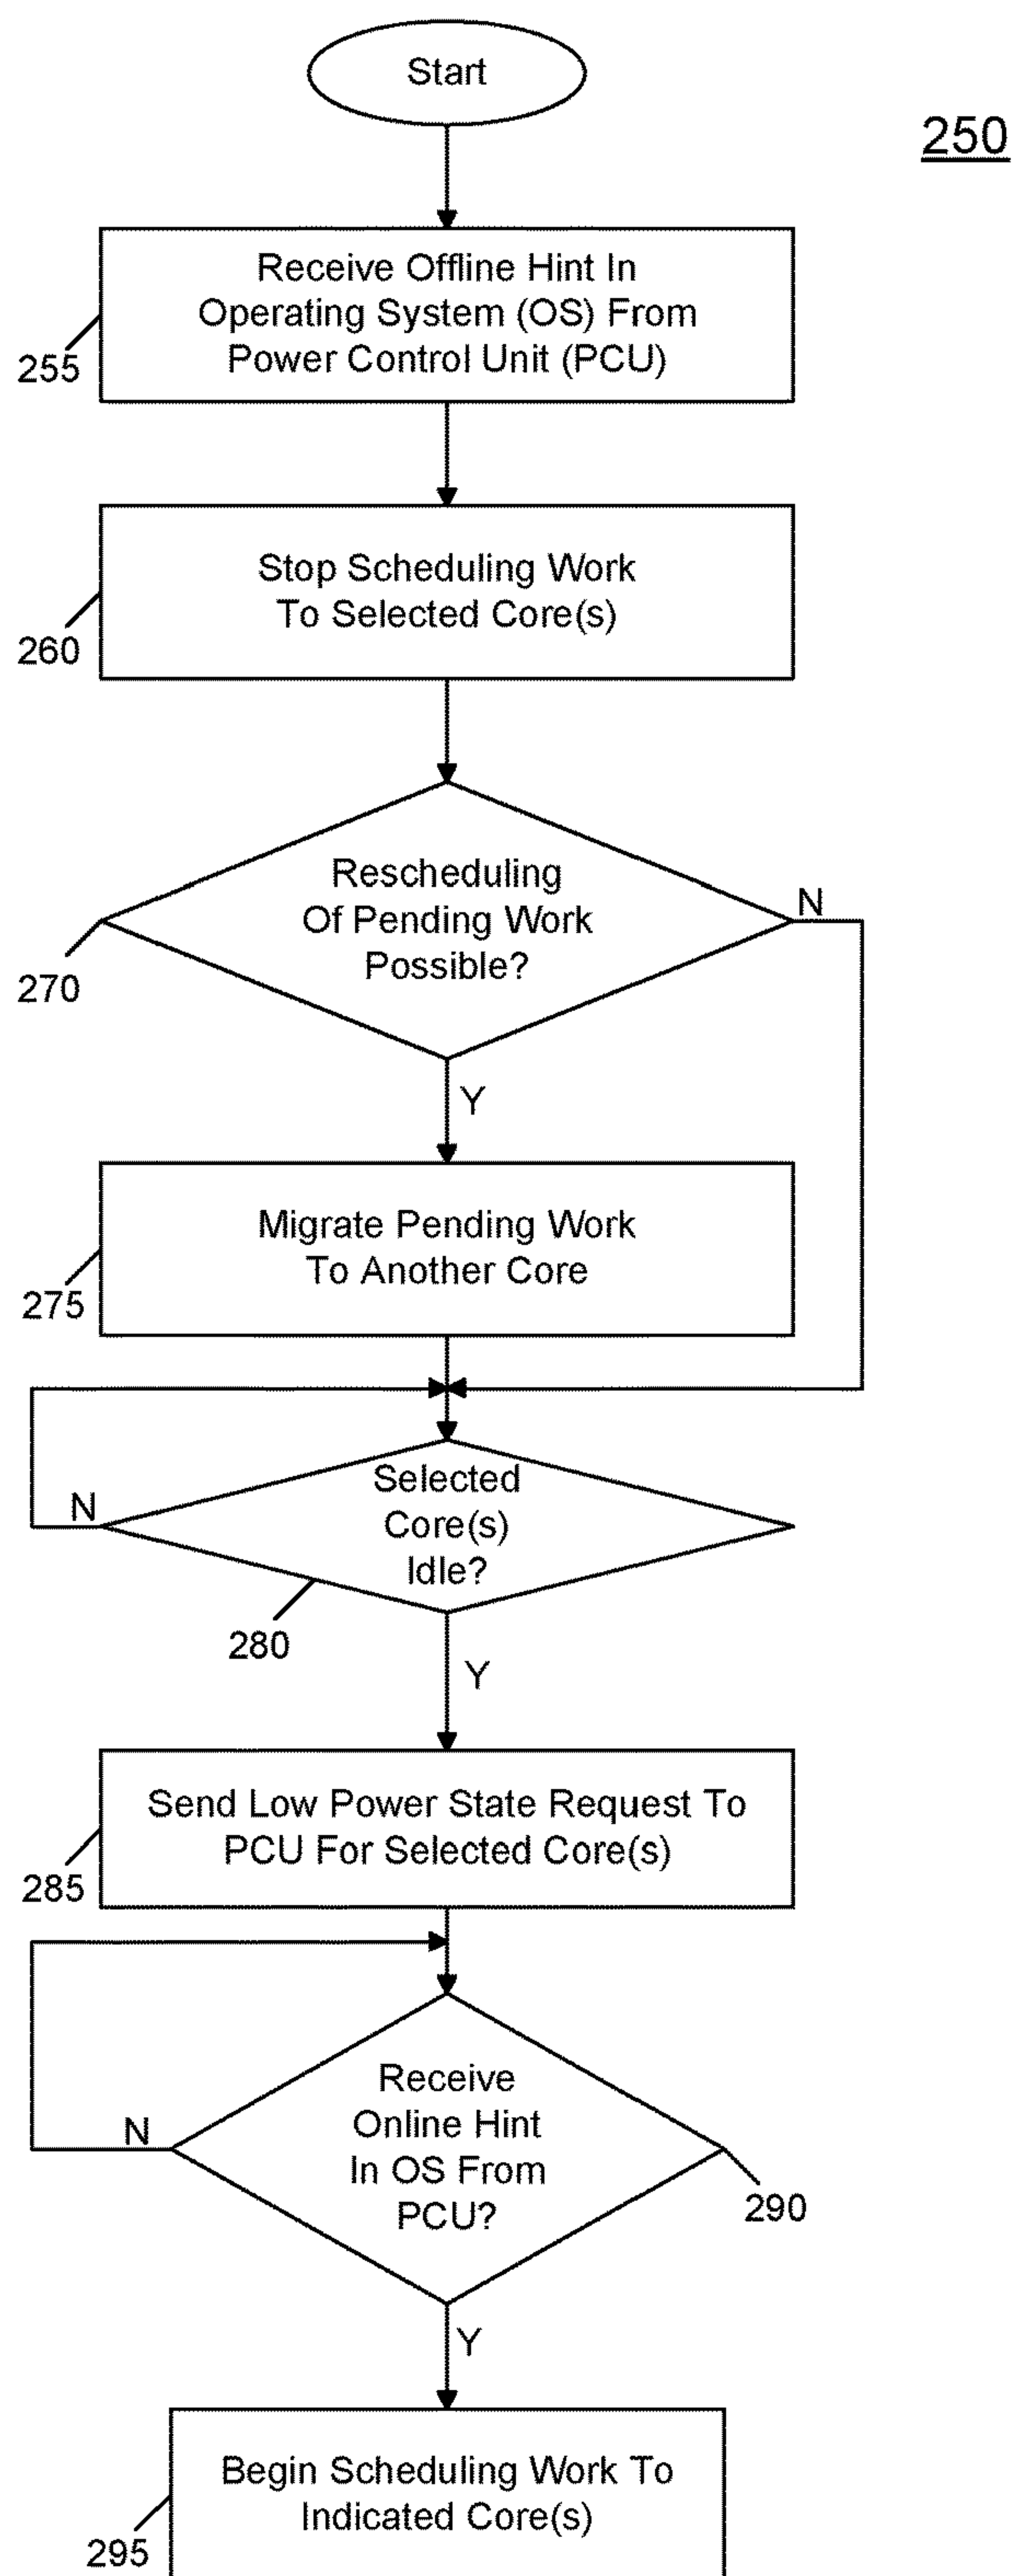 Start
250
Receive Offline Hint In
Operating System (OS) From
Power Control Unit (PCU)
255
Stop Scheduling Work
To Selected Core(s)
260
Rescheduling
Of Pending Work
Possible?
N
270
Y
Migrate Pending Work
To Another Core
275
Selected
Core(s)
Idle?
N
280
Y
Send Low Power State Request To
PCU For Selected Core(s)
285
Receive
Online Hint
In OS From
PCU?
N
290
Y
Begin Scheduling Work To
Indicated Core(s)
295